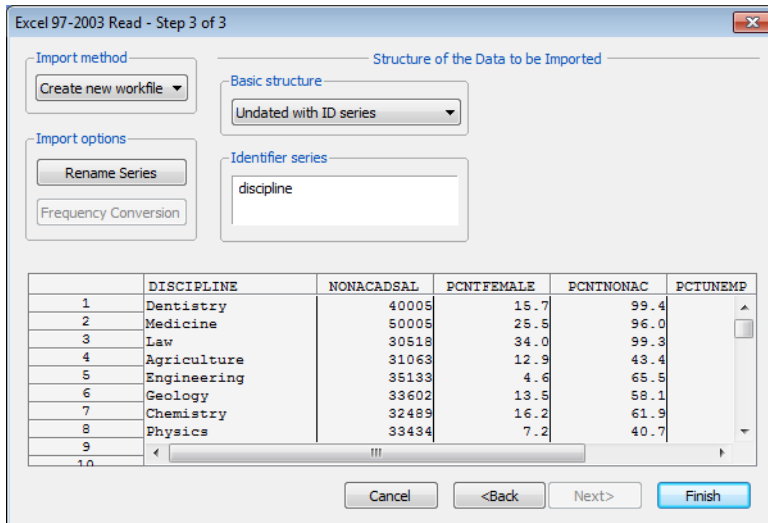 Excel 97-2003 Read - Step 3 of 3
Import method
Create new workfile
Structure of the Data to be Imported
Basic structure
Undated with ID series
Import options
Rename Series
Frequency Conversion
Identifier series
discipline
DISCIPLINE NONACADSAL PCNTFEMALE PCNTNONAC PCTUNEMP
1 Dentistry 40005 15.7 99.4
2 Medicine 50005 25.5 96.0
3 Law 30518 34.0 99.3
4 Agriculture 31063 12.9 43.4
5 Engineering 35133 4.6 65.5
6 Geology 33602 13.5 58.1
7 Chemistry 32489 16.2 61.9
8 Physics 33434 7.2 40.7
9
10
Cancel <Back Next> Finish